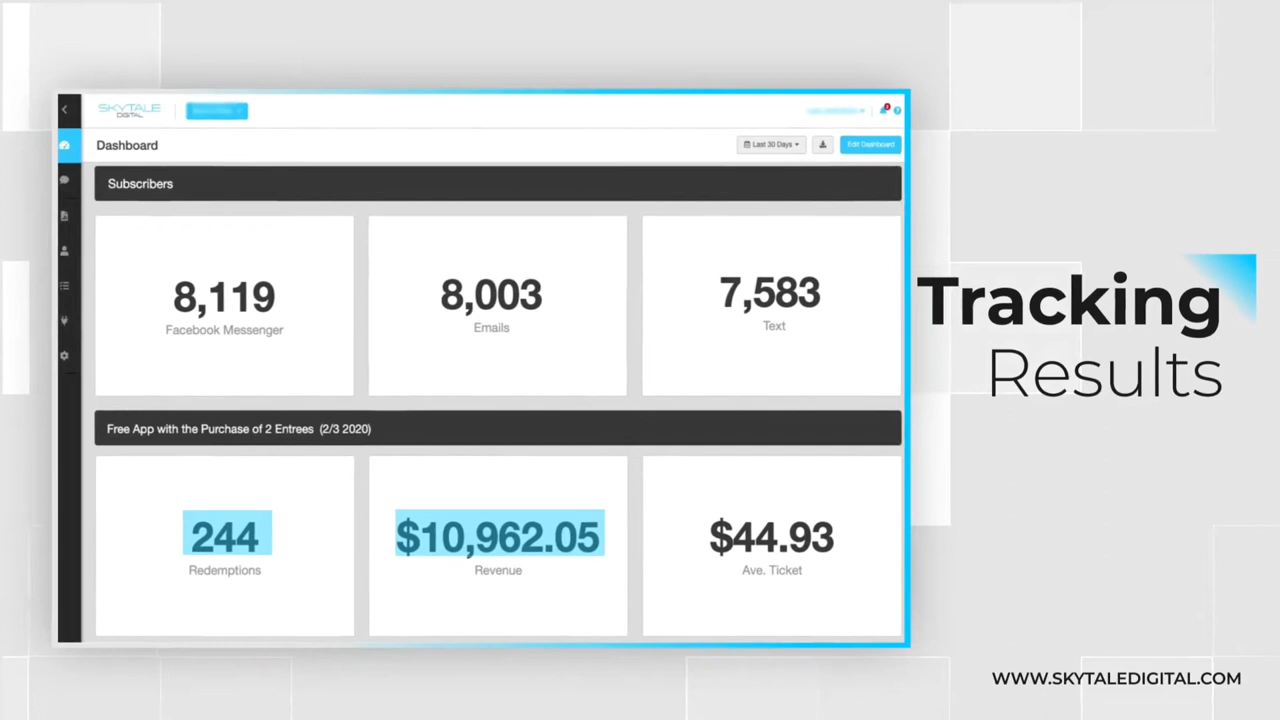 SKYTALE
DIGITAL
Dashboard
Last 30 Days
Edit Dashboard
Subscribers
8,119
Facebook Messenger
8,003
Emails
7,583
Text
Free App with the Purchase of 2 Entrees (2/3 2020)
244
Redemptions
$10,962.05
Revenue
$44.93
Ave. Ticket
Tracking
Results
WWW.SKYTALEDIGITAL.COM